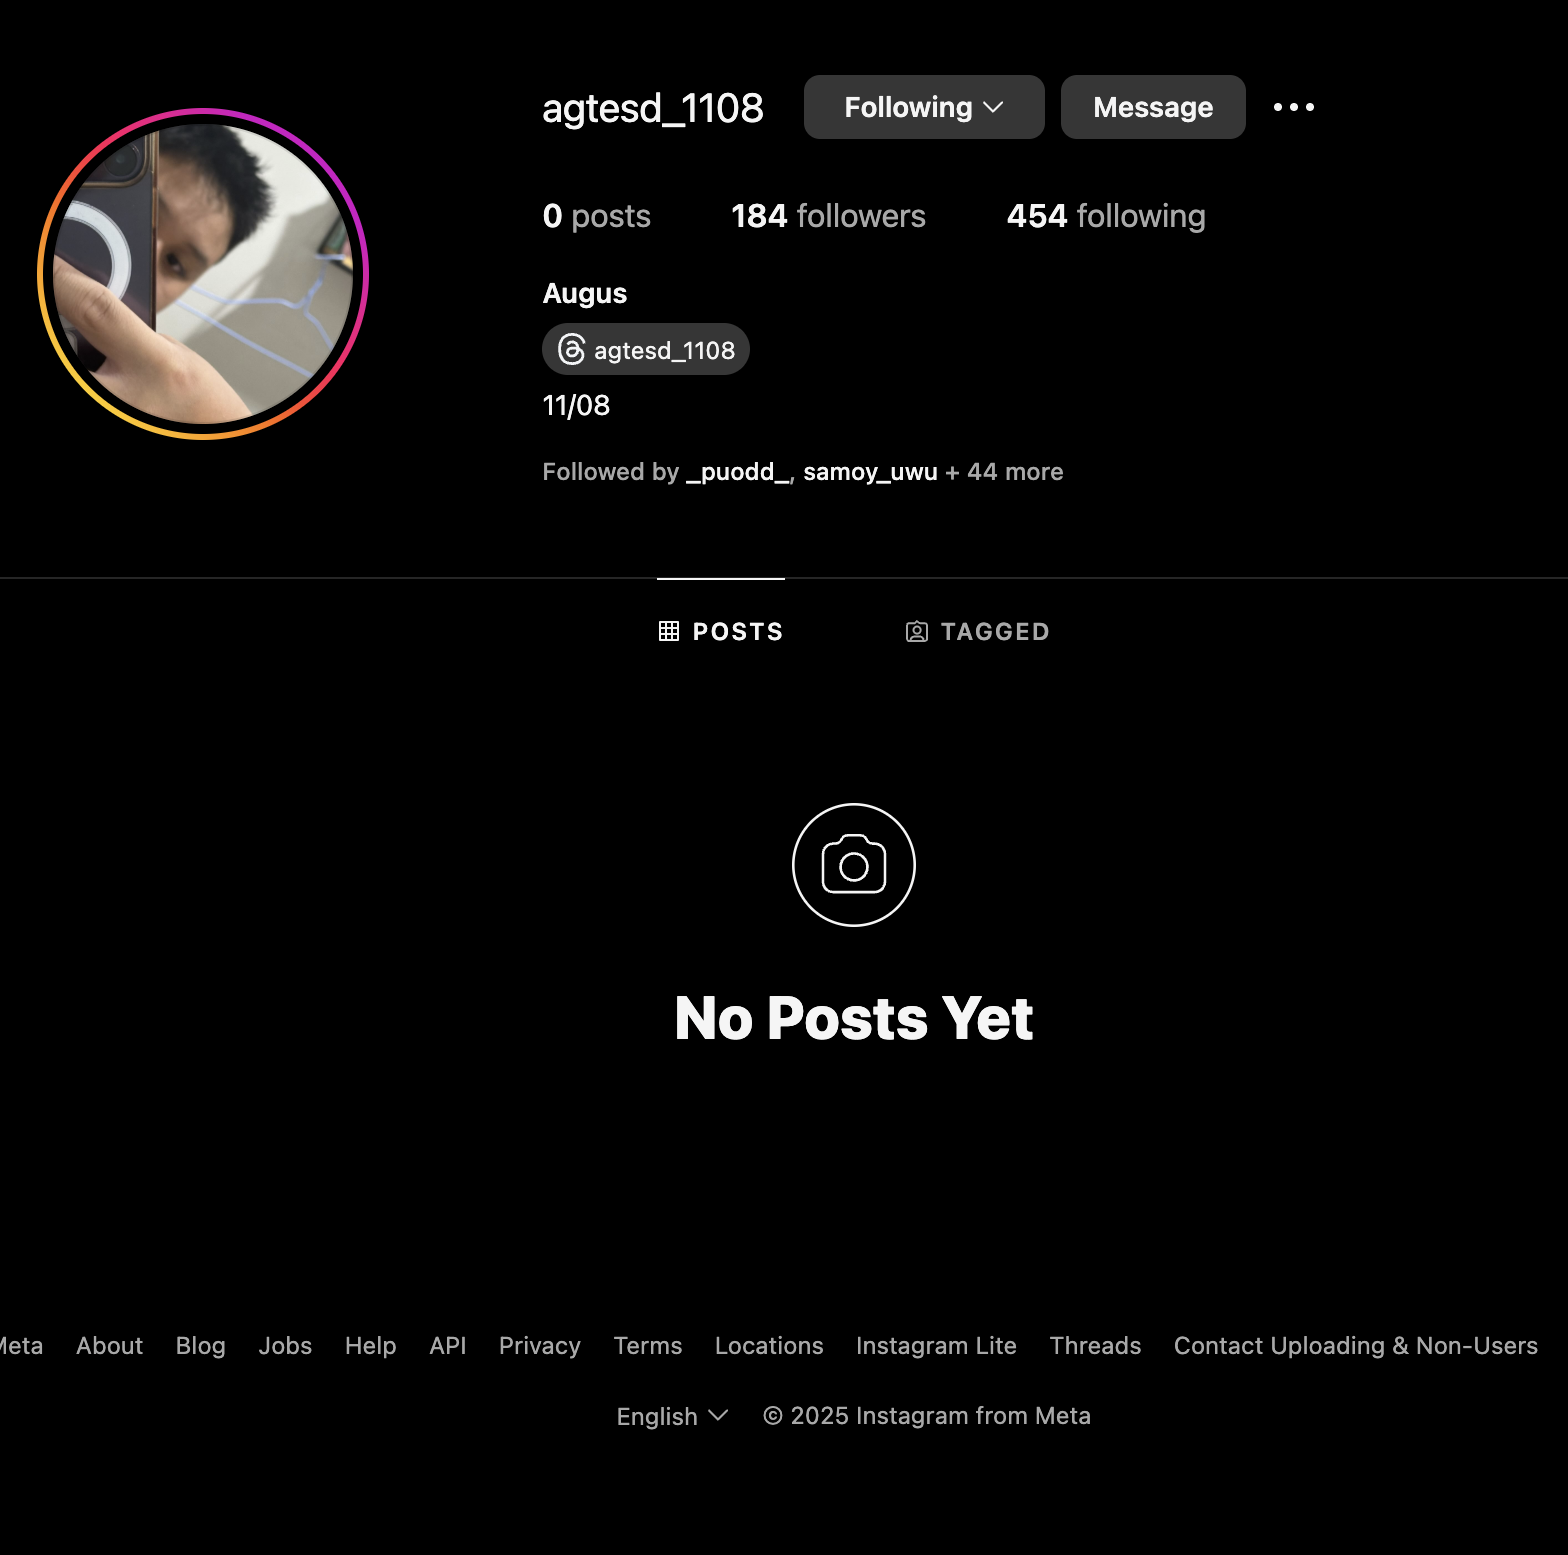 agtesd_1108 Following Message
0 posts 184 followers 454 following
Augus
agtesd_1108
11/08
Followed by _puodd_, samoy_uwu + 44 more
POSTS TAGGED
No Posts Yet
Meta About Blog Jobs Help API Privacy Terms Locations Instagram Lite Threads Contact Uploading & Non-Users
English © 2025 Instagram from Meta